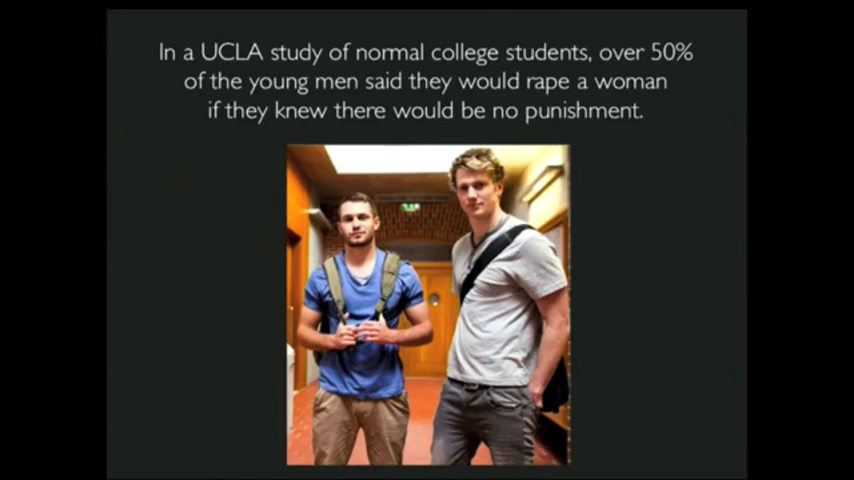 In a UCLA study of normal college students, over 50%
of the young men said they would rape a woman
if they knew there would be no punishment.